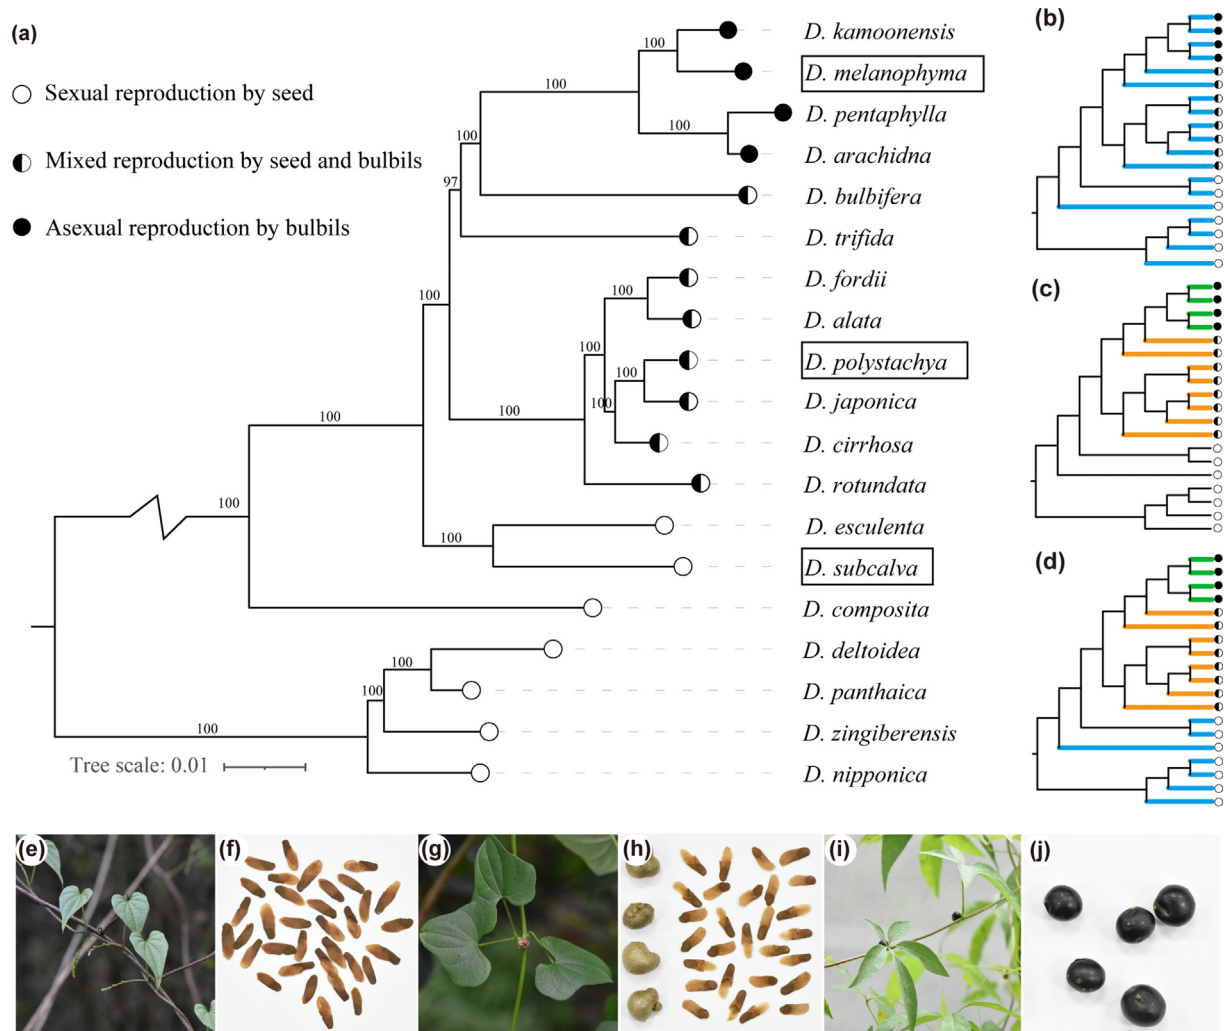 (a)
Sexual reproduction by seed
Mixed reproduction by seed and bulbils
Asexual reproduction by bulbils
100
100
100
100
97
100
100
100
100
100
100
100
100
100
100
100
100
D. kamoonensis
D. melanophyma
D. pentaphylla
D. arachidna
D. bulbifera
D. trifida
D. fordii
D. alata
D. polystachya
D. japonica
D. cirrhosa
D. rotundata
D. esculenta
D. subcalva
D. composita
D. deltoidea
D. panthaica
D. zingiberensis
D. nipponica
Tree scale: 0.01
(b)
(c)
(d)
(e)
(f)
(g)
(h)
(i)
(j)